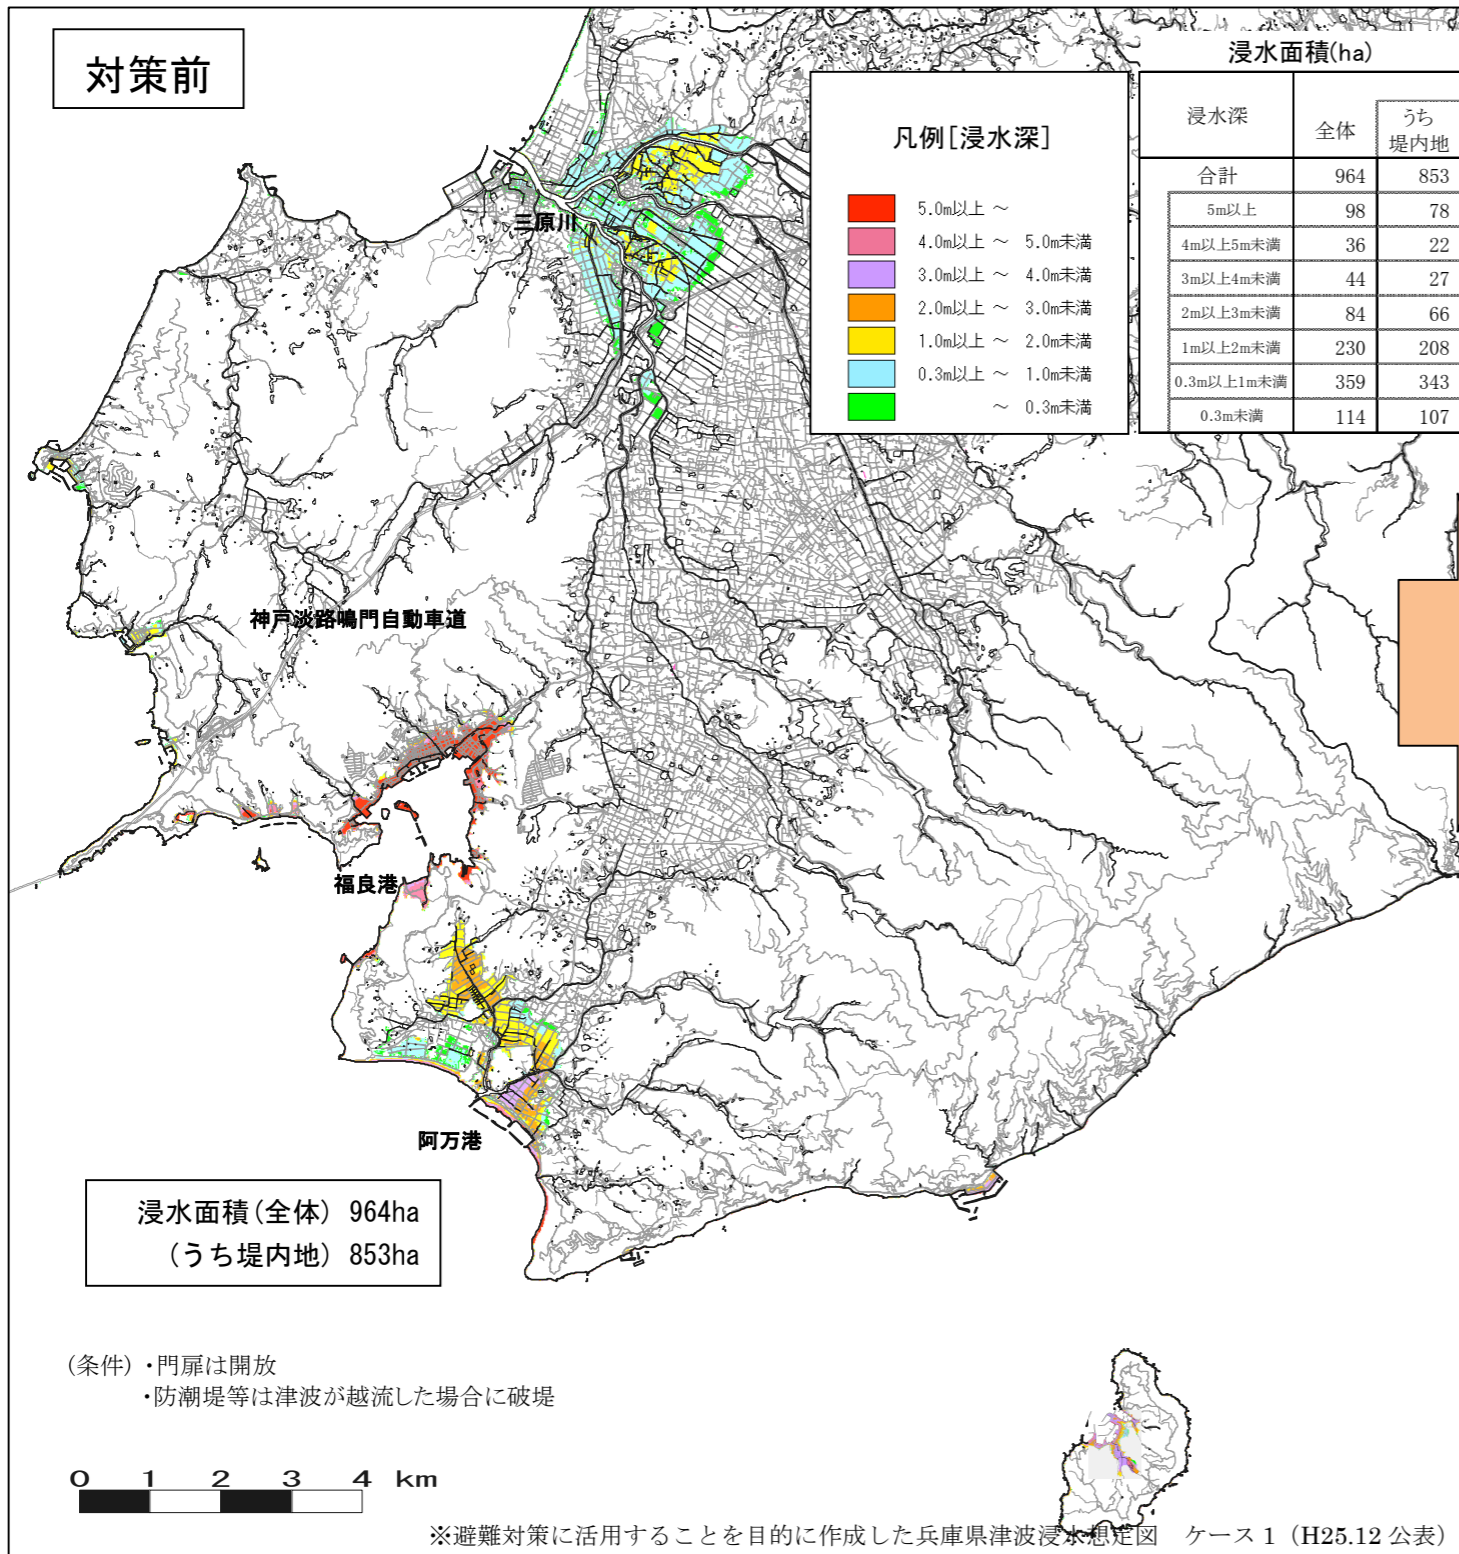 対策前
浸水面積(ha)
浸水深 全体 うち堤内地
合計 964 853
5m以上 98 78
4m以上5m未満 36 22
3m以上4m未満 44 27
2m以上3m未満 84 66
1m以上2m未満 230 208
0.3m以上1m未満 359 343
0.3m未満 114 107
凡例[浸水深]
5.0m以上 ～
4.0m以上 ～ 5.0m未満
3.0m以上 ～ 4.0m未満
2.0m以上 ～ 3.0m未満
1.0m以上 ～ 2.0m未満
0.3m以上 ～ 1.0m未満
～ 0.3m未満
三原川
神戸淡路鳴門自動車道
福良港
阿万港
浸水面積(全体) 964ha
(うち堤内地) 853ha
(条件)・門扉は開放
・防潮堤等は津波が越流した場合に破堤
0 1 2 3 4 km
※避難対策に活用することを目的に作成した兵庫県津波浸水想定図 ケース1(H25.12公表)